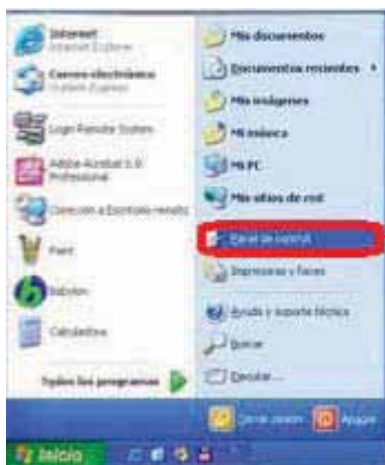 Internet
Internet Explorer
Correo electrónico
Outlook Express
Login Remote System
Adobe Acrobat
Professional
Conexión a Escritorio remoto
Paint
Babylon
Calculadora
Todos los programas
Mis documentos
Documentos recientes
Mis imágenes
Mi música
Mi PC
Mis sitios de red
Panel de control
Impresoras y faxes
Ayuda y soporte técnico
Buscar
Ejecutar...
Cerrar sesión
Apagar
Inicio